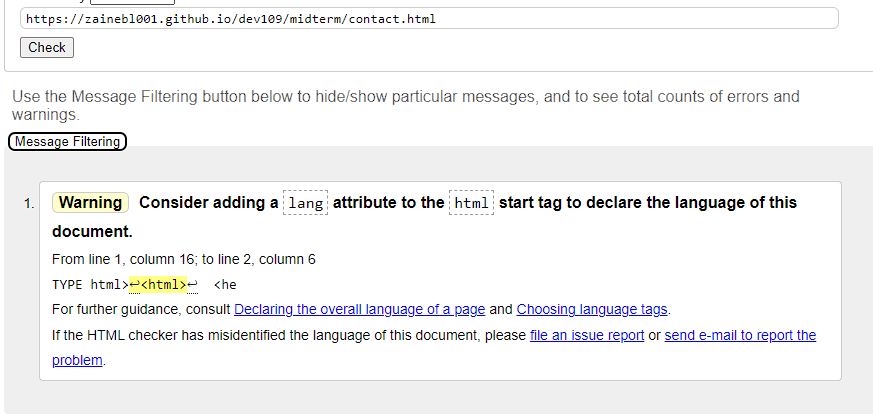 https://zainebl001.github.io/dev109/midterm/contact.html
Check
Use the Message Filtering button below to hide/show particular messages, and to see total counts of errors and
warnings.
Message Filtering
1. Warning Consider adding a lang attribute to the html start tag to declare the language of this
document.
From line 1, column 16; to line 2, column 6
TYPE html>↩<html>↩ <he
For further guidance, consult Declaring the overall language of a page and Choosing language tags.
If the HTML checker has misidentified the language of this document, please file an issue report or send e-mail to report the
problem.